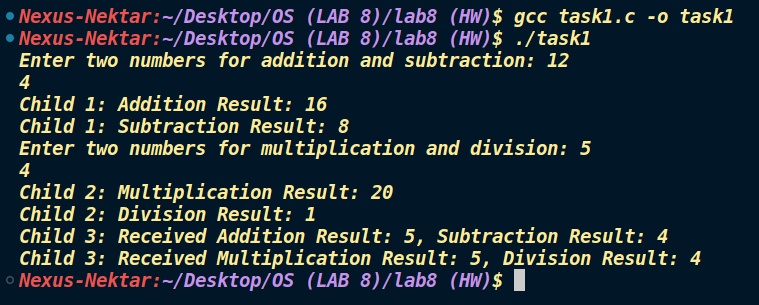 Nexus-Nektar:~/Desktop/OS (LAB 8)/lab8 (HW)$ gcc task1.c -o task1
Nexus-Nektar:~/Desktop/OS (LAB 8)/lab8 (HW)$ ./task1
Enter two numbers for addition and subtraction: 12
4
Child 1: Addition Result: 16
Child 1: Subtraction Result: 8
Enter two numbers for multiplication and division: 5
4
Child 2: Multiplication Result: 20
Child 2: Division Result: 1
Child 3: Received Addition Result: 5, Subtraction Result: 4
Child 3: Received Multiplication Result: 5, Division Result: 4
Nexus-Nektar:~/Desktop/OS (LAB 8)/lab8 (HW)$